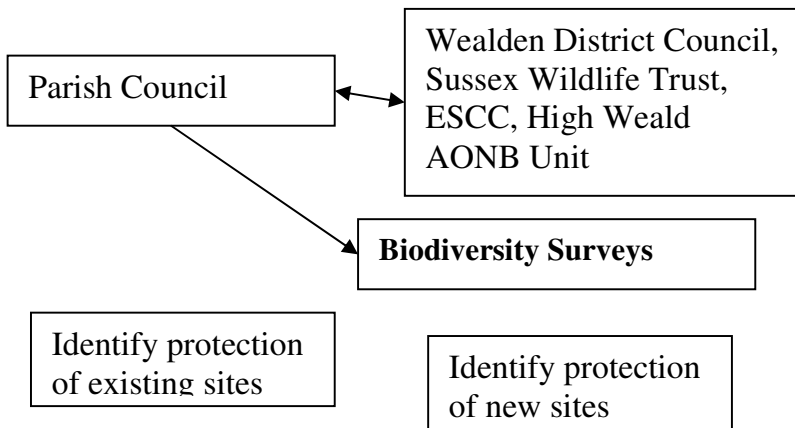 Parish Council
Wealden District Council,
Sussex Wildlife Trust,
ESCC, High Weald
AONB Unit
Biodiversity Surveys
Identify protection
of existing sites
Identify protection
of new sites